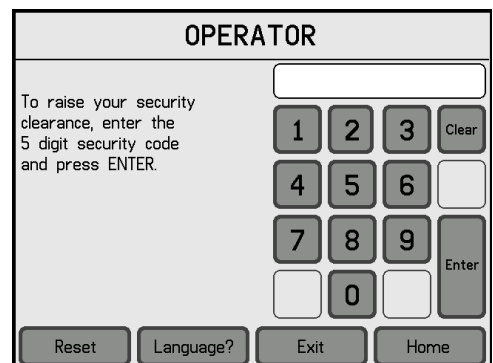 OPERATOR
To raise your security
clearance, enter the
5 digit security code
and press ENTER.
1 2 3 Clear
4 5 6
7 8 9
Enter
0
Reset Language? Exit Home